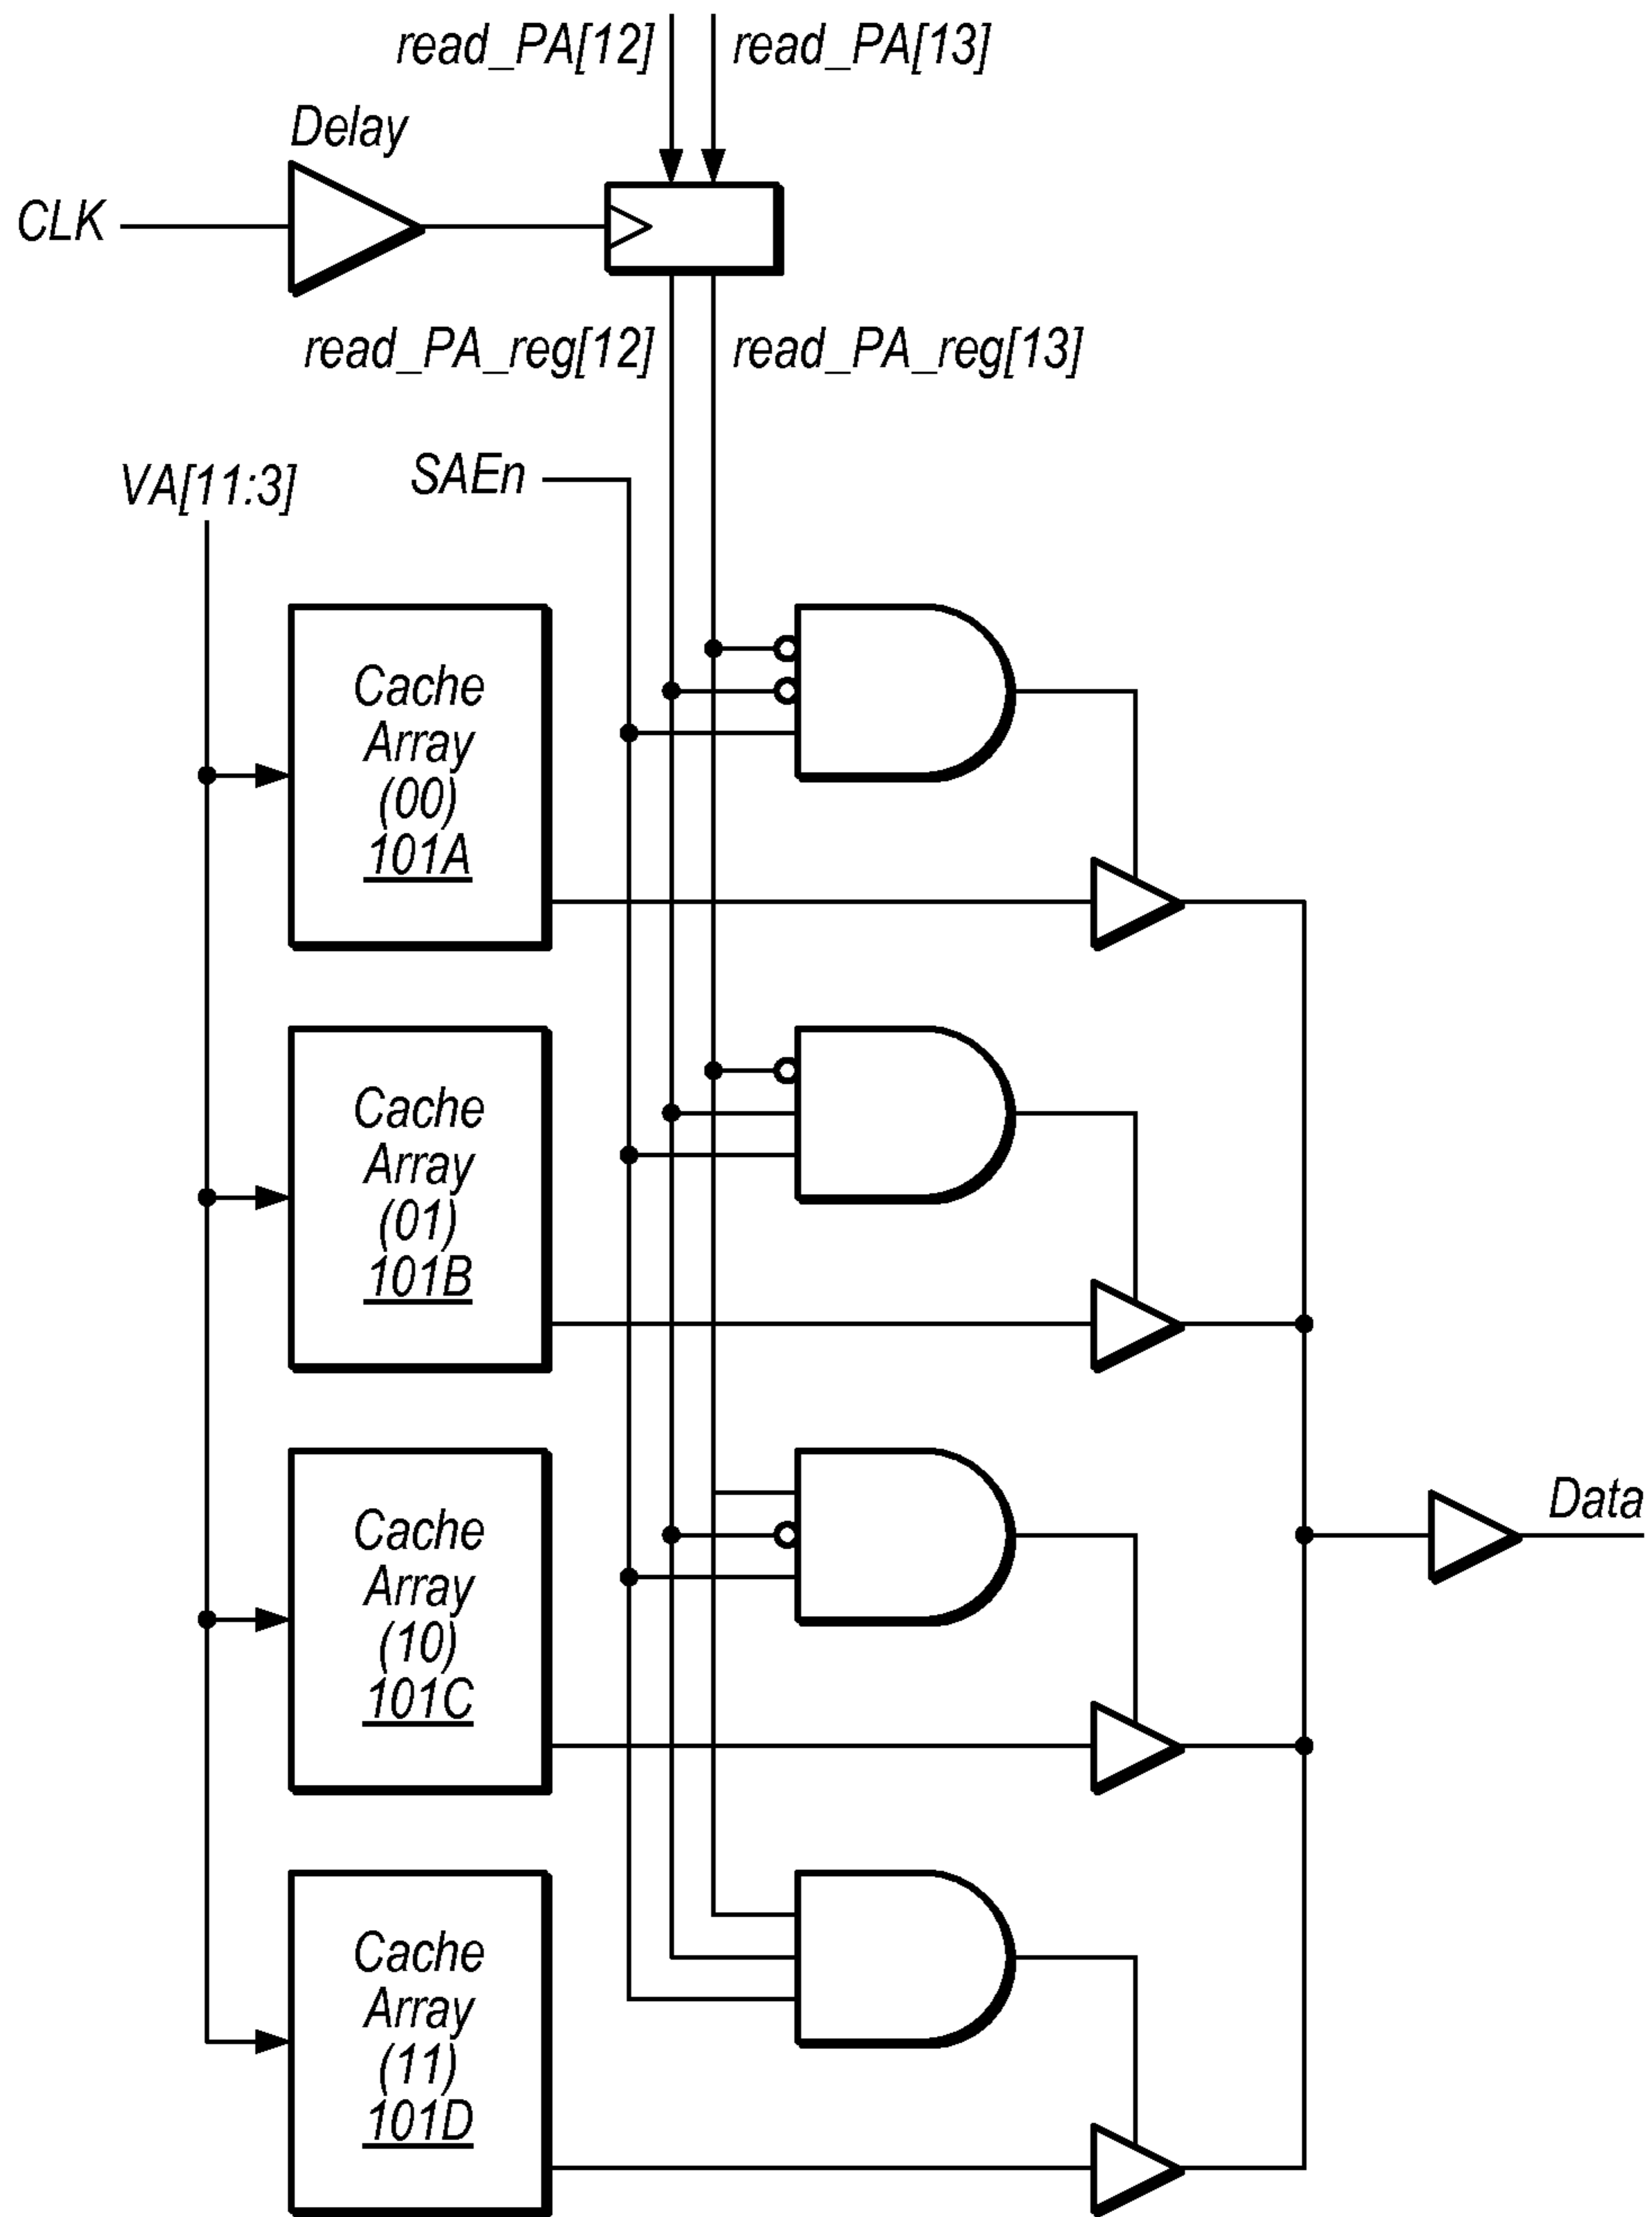 read_PA[12]
read_PA[13]
Delay
CLK
read_PA_reg[12]
read_PA_reg[13]
VA[11:3]
SAEn
Cache
Array
(00)
101A
Cache
Array
(01)
101B
Cache
Array
(10)
101C
Data
Cache
Array
(11)
101D